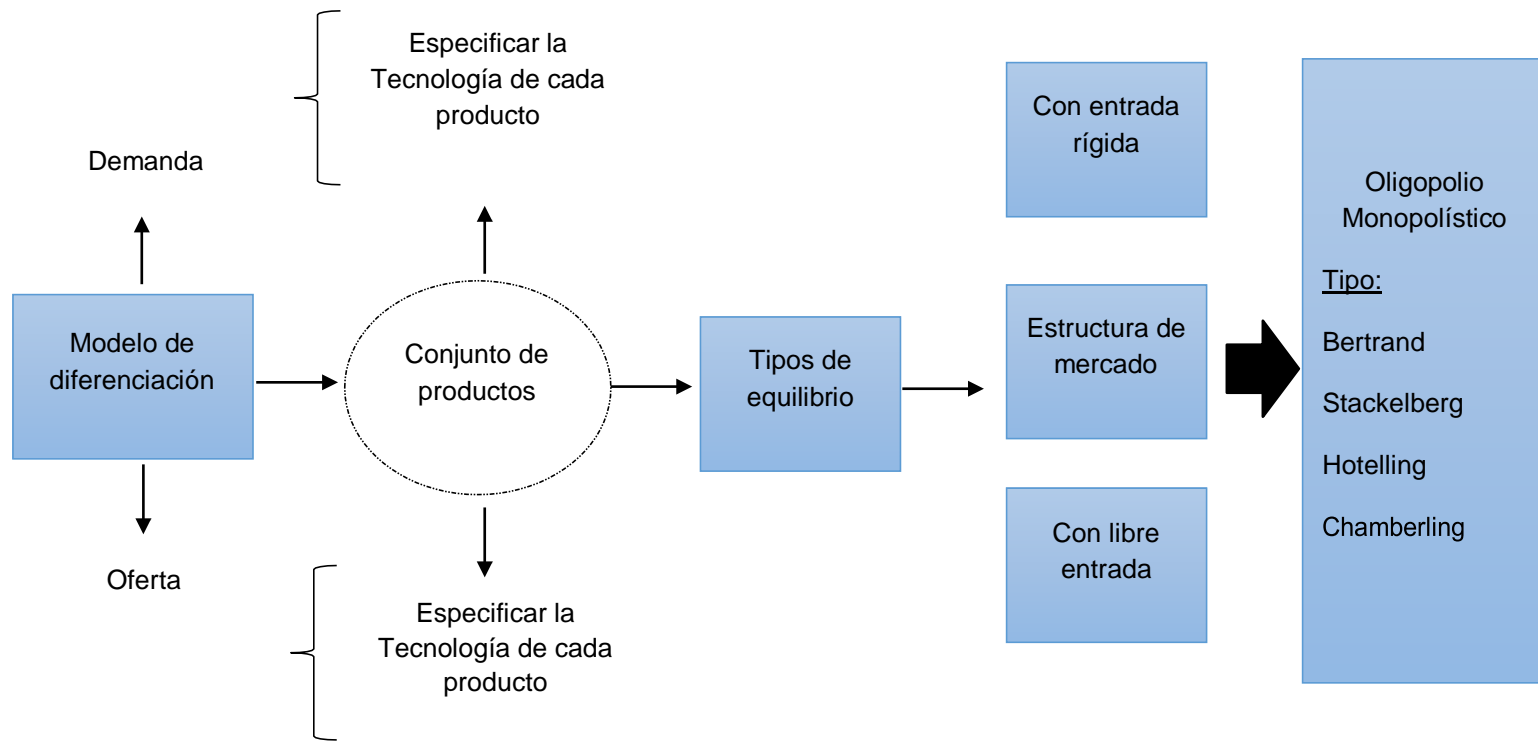 Especificar la
Tecnología de cada
producto
Demanda
Modelo de
diferenciación
Oferta
Conjunto de
productos
Especificar la
Tecnología de cada
producto
Tipos de
equilibrio
Con entrada
rígida
Estructura de
mercado
Con libre
entrada
Oligopolio
Monopolístico
Tipo:
Bertrand
Stackelberg
Hotelling
Chamberling